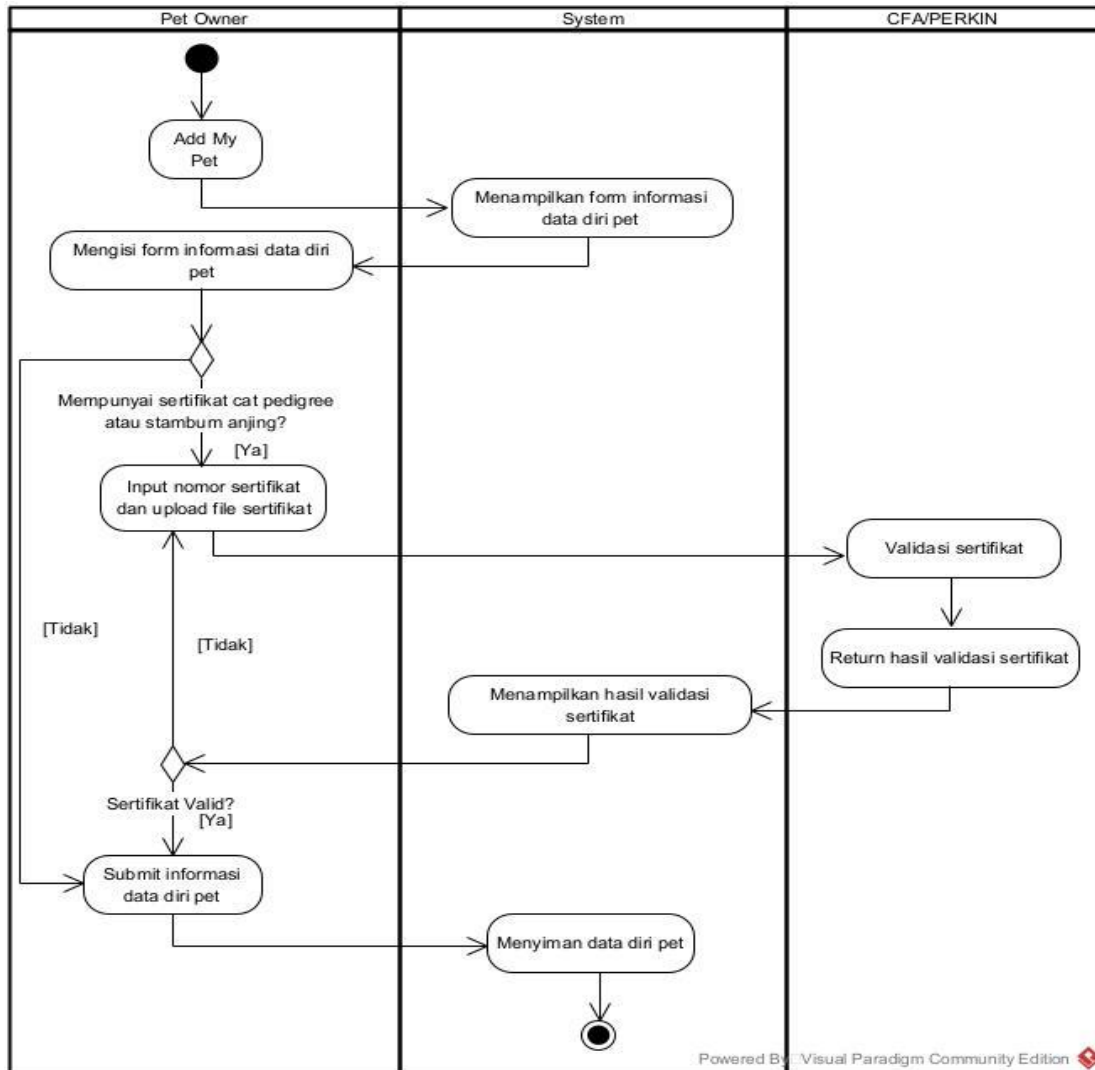 Pet Owner
System
CFA/PERKIN
Add My
Pet
Menampilkan form informasi
data diri pet
Mengisi form informasi data diri
pet
Mempunyai sertifikat cat pedigree
atau stambum anjing?
[Ya]
Input nomor sertifikat
dan upload file sertifikat
Validasi sertifikat
[Tidak]
[Tidak]
Return hasil validasi sertifikat
Menampilkan hasil validasi
sertifikat
Sertifikat Valid?
[Ya]
Submit informasi
data diri pet
Menyiman data diri pet
Powered By: Visual Paradigm Community Edition